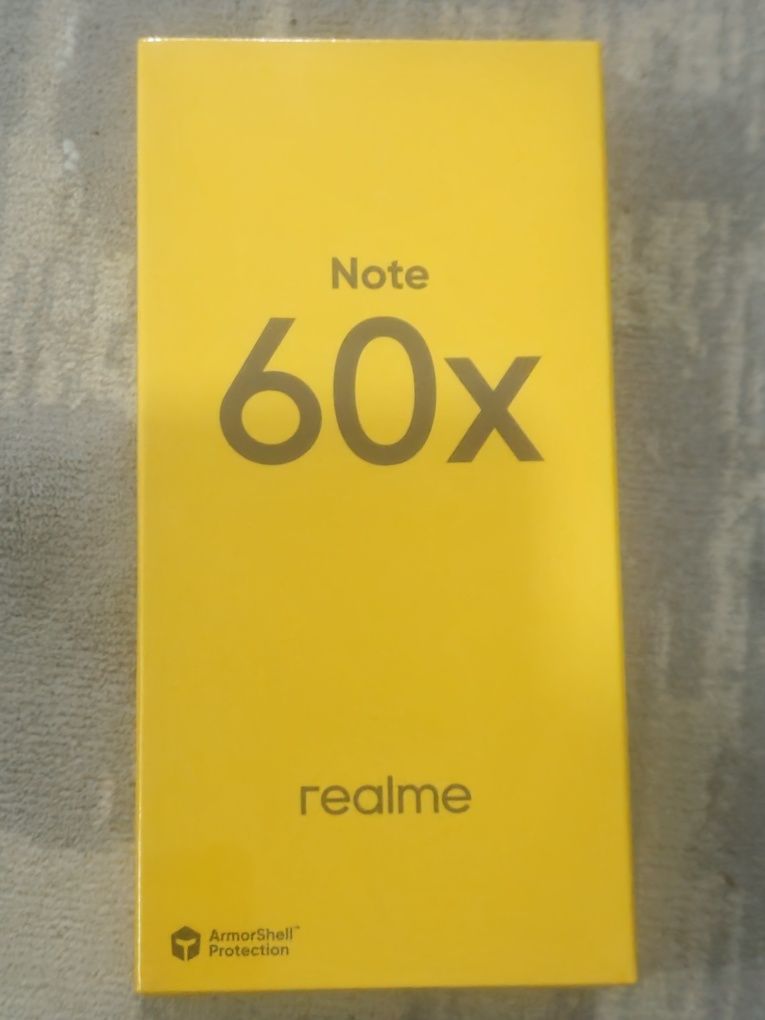 Note
60x
realme
ArmorShell™
Protection